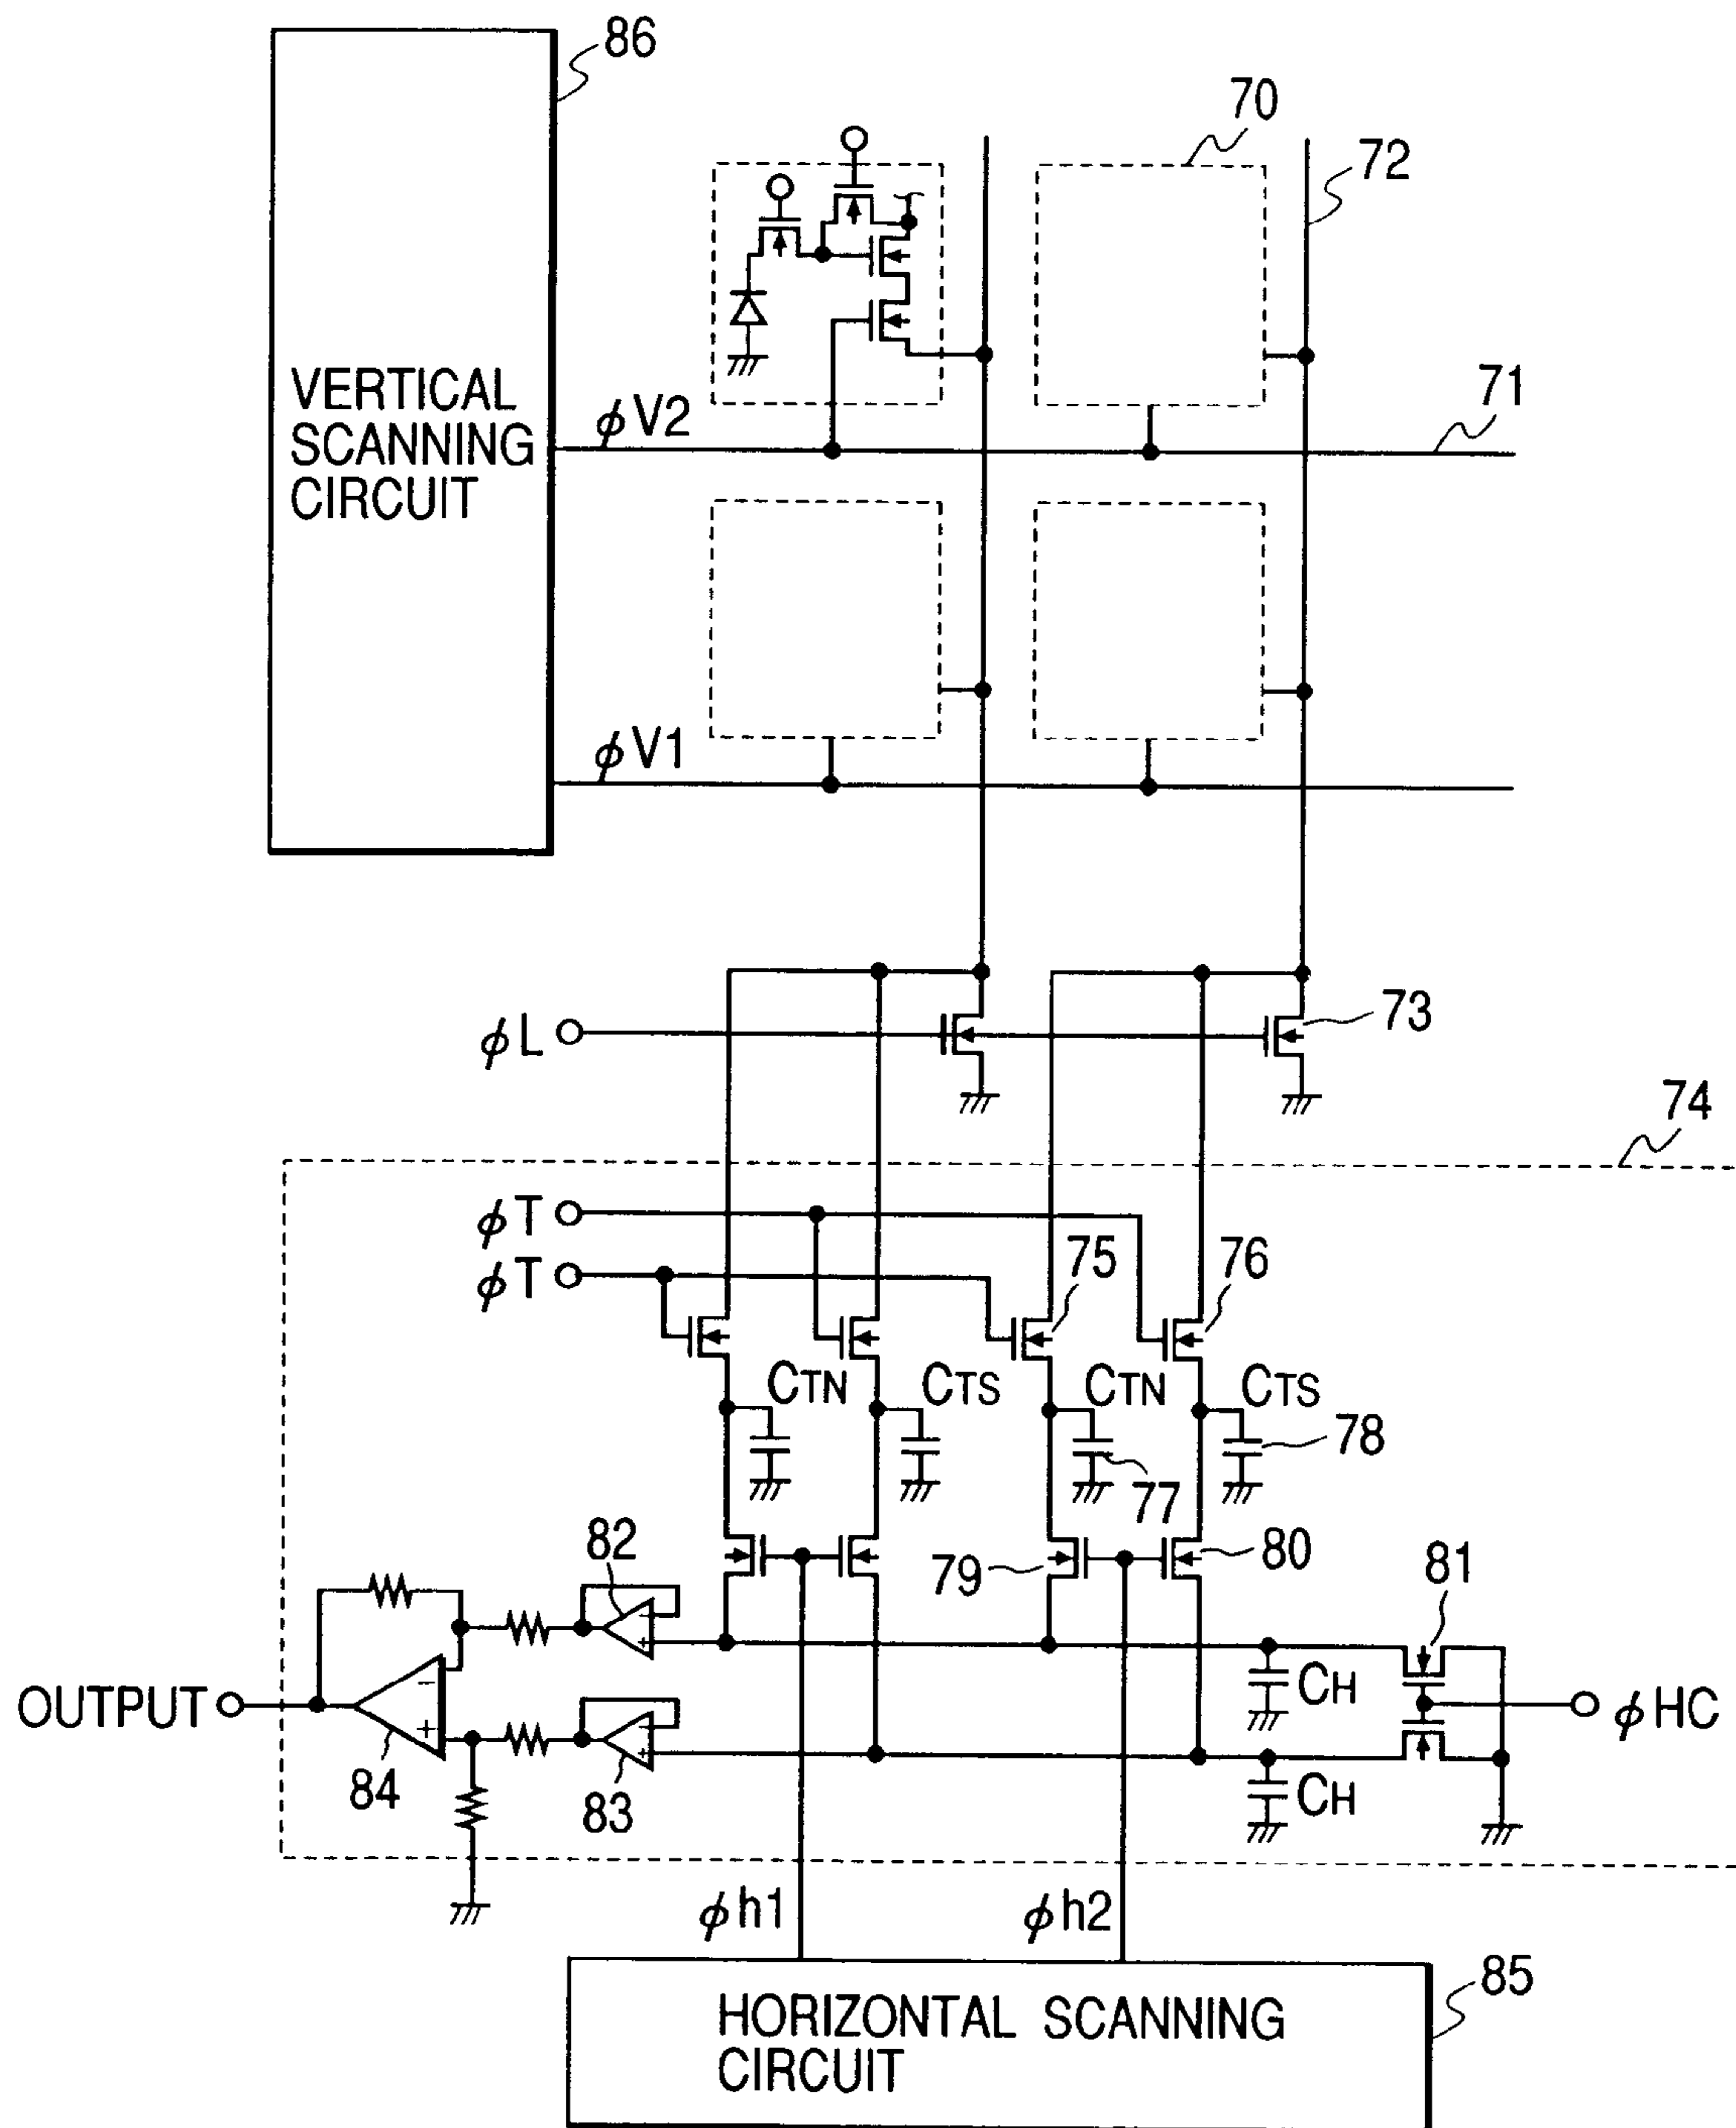 86
70
72
VERTICAL
SCANNING
CIRCUIT
φV2
71
φV1
φL
73
74
φT
φT
75
76
CTN
CTS
CTN
CTS
78
77
82
79
80
81
OUTPUT
−
+
−
+
−
+
CH
φHC
84
83
CH
φh1
φh2
85
HORIZONTAL SCANNING
CIRCUIT